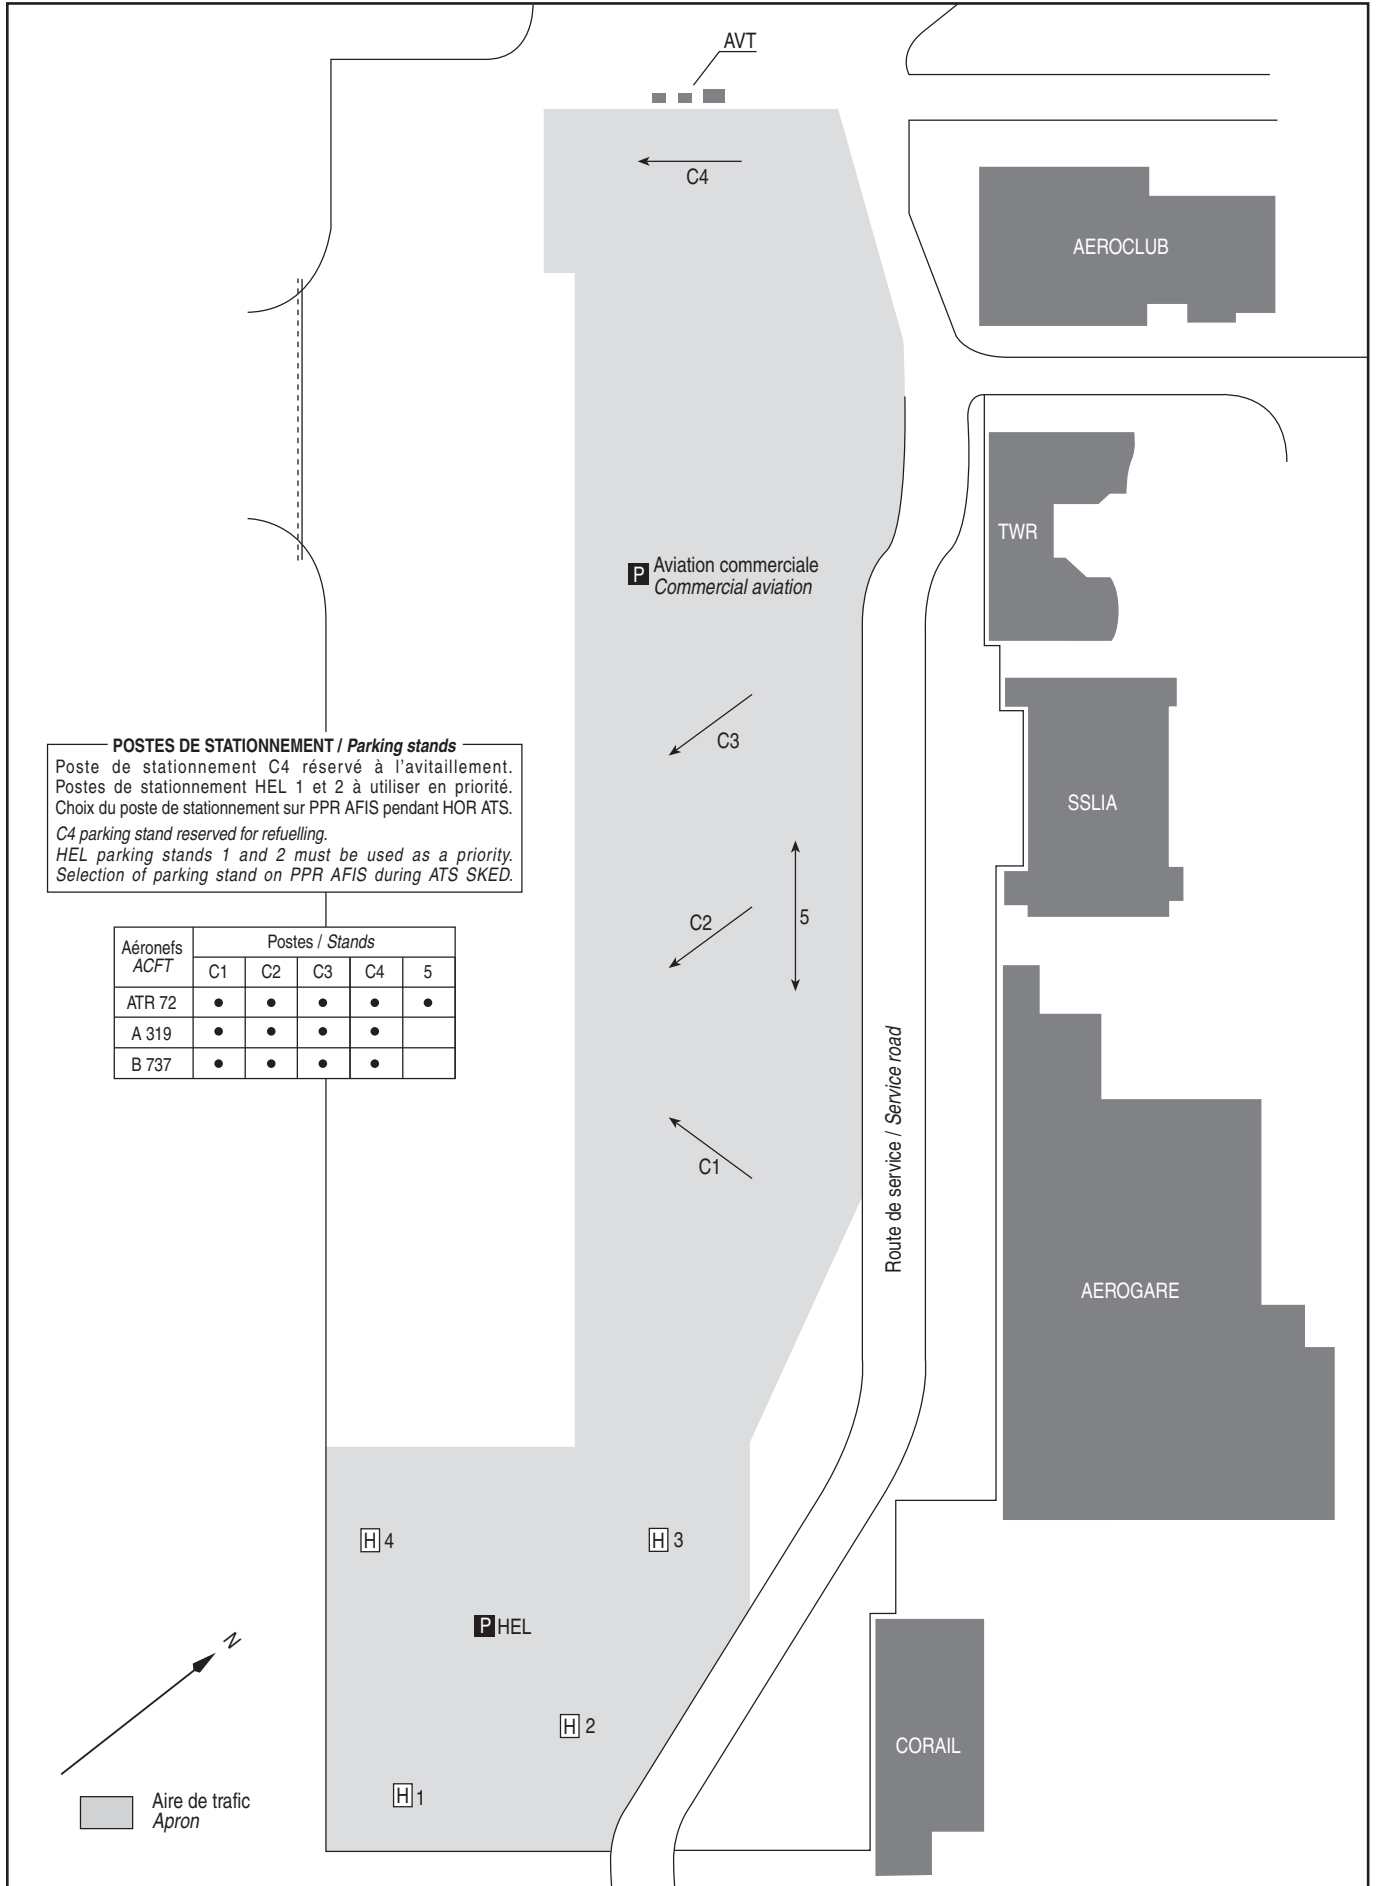 AVT
C4
AEROCLUB
TWR
P Aviation commerciale
Commercial aviation
C3
POSTES DE STATIONNEMENT / Parking stands
Poste de stationnement C4 réservé à l'avitaillement.
Postes de stationnement HEL 1 et 2 à utiliser en priorité.
Choix du poste de stationnement sur PPR AFIS pendant HOR ATS.
C4 parking stand reserved for refuelling.
HEL parking stands 1 and 2 must be used as a priority.
Selection of parking stand on PPR AFIS during ATS SKED.
SSLIA
C2
5
Aéronefs Postes / Stands
ACFT C1 C2 C3 C4 5
ATR 72 • • • • •
A 319 • • • •
B 737 • • • •
Route de service / Service road
C1
AEROGARE
H 4
H 3
P HEL
N
H 2
CORAIL
H 1
Aire de trafic
Apron